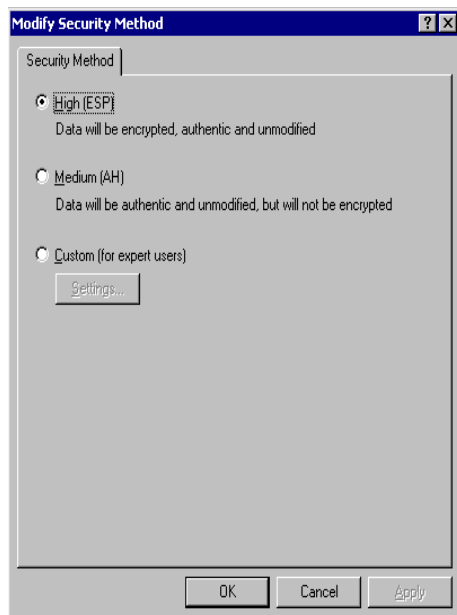 Modify Security Method
Security Method
High (ESP)
Data will be encrypted, authentic and unmodified
Medium (AH)
Data will be authentic and unmodified, but will not be encrypted
Custom (for expert users)
Settings...
OK Cancel Apply